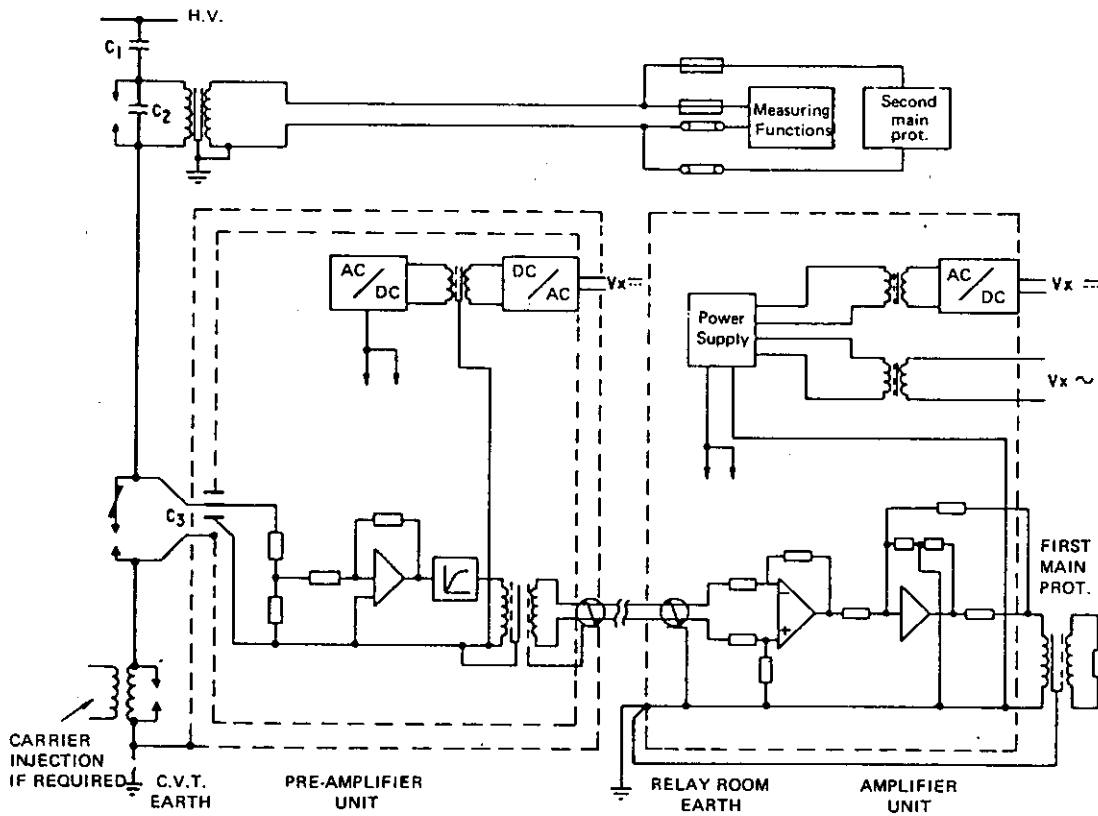 H.V.
C1
C2
Measuring
Functions
Second
main
prot.
AC
DC
DC
AC
Vx
Power
Supply
AC
DC
Vx
Vx ~
C3
FIRST
MAIN
PROT.
−
+
CARRIER
INJECTION
IF REQUIRED
C.V.T.
EARTH
PRE-AMPLIFIER
UNIT
RELAY ROOM
EARTH
AMPLIFIER
UNIT